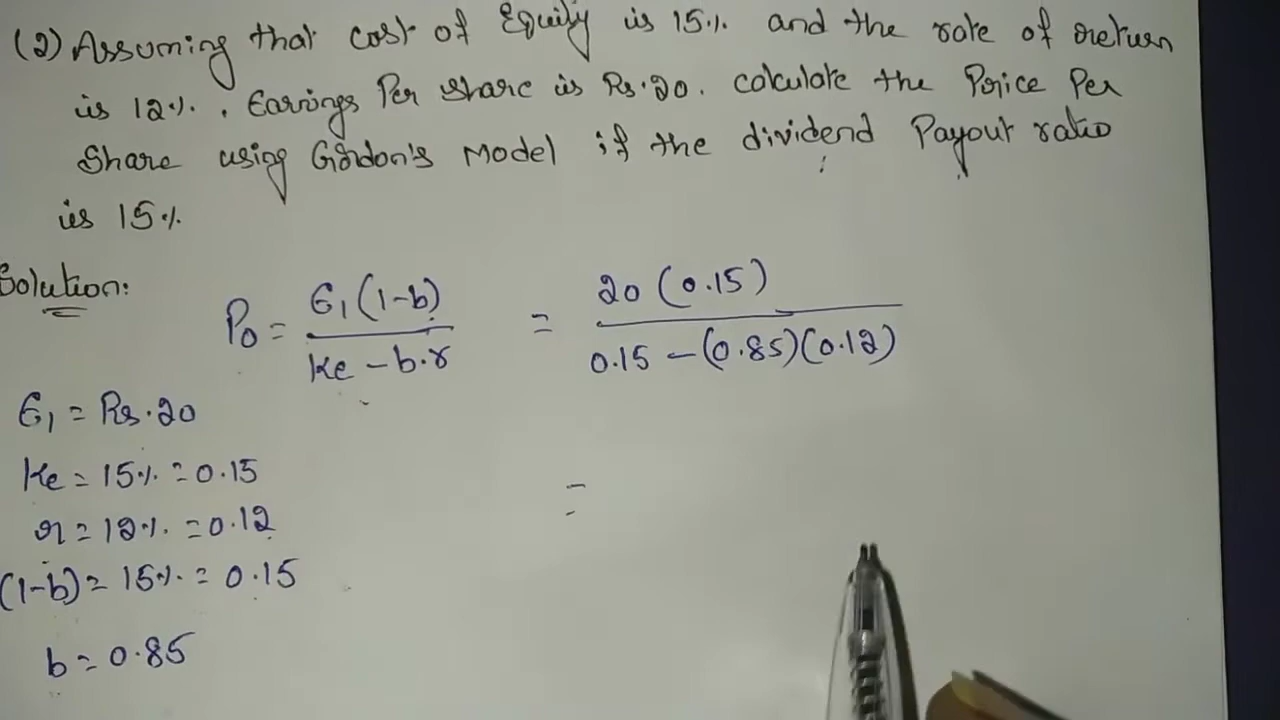 (2) Assuming that cost of Equity is 15% and the rate of return
is 12%. Earnings Per share is Rs.20. calculate the Price Per
Share using Gordon's Model if the dividend Payout ratio
is 15%
Solution:
P0 = E1(1-b) / Ke - b.r = 20(0.15) / 0.15 - (0.85)(0.12)
E1 = Rs.20
Ke = 15% = 0.15
r = 12% = 0.12
(1-b) = 15% = 0.15
b = 0.85
=